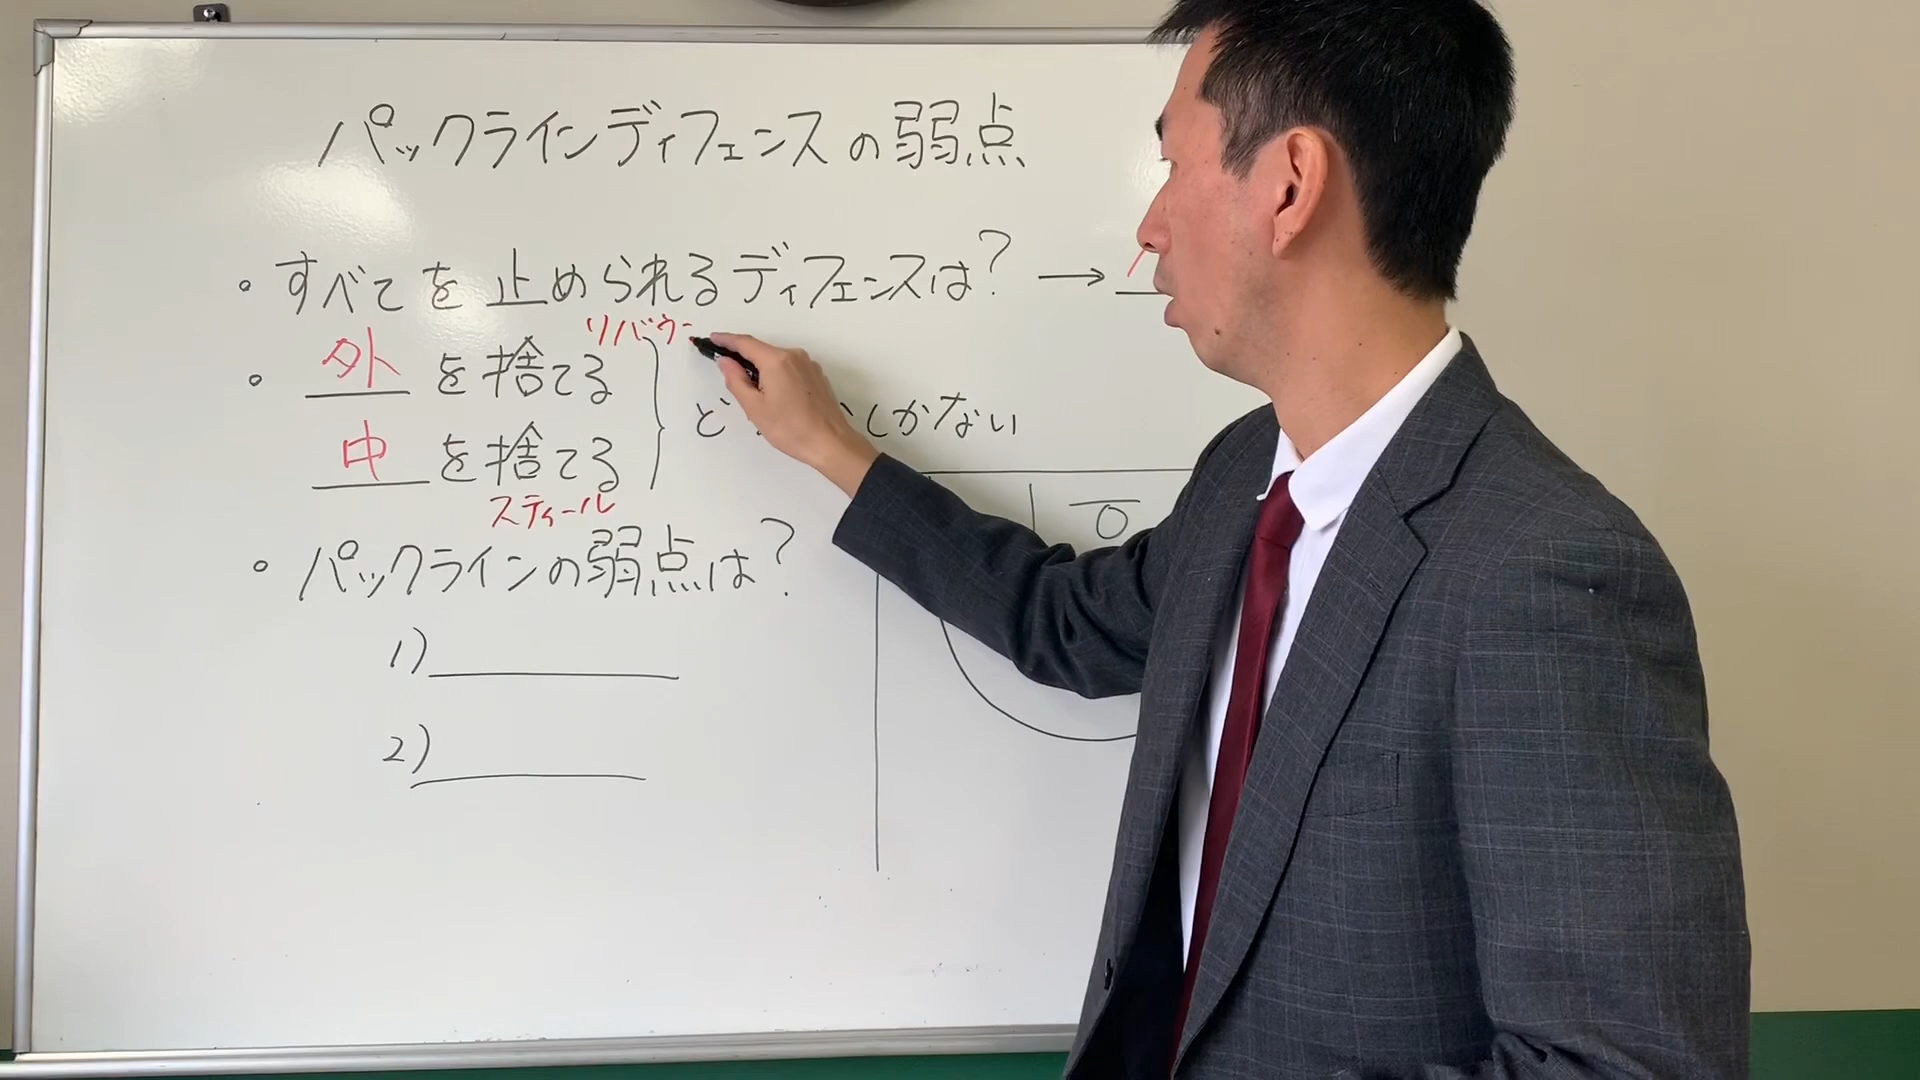 パックラインディフェンスの弱点
・すべてを止められるディフェンスは? →
リバウ
・外を捨てる
中を捨てる
ど しかない
スティール
・パックラインの弱点は?
1)
2)